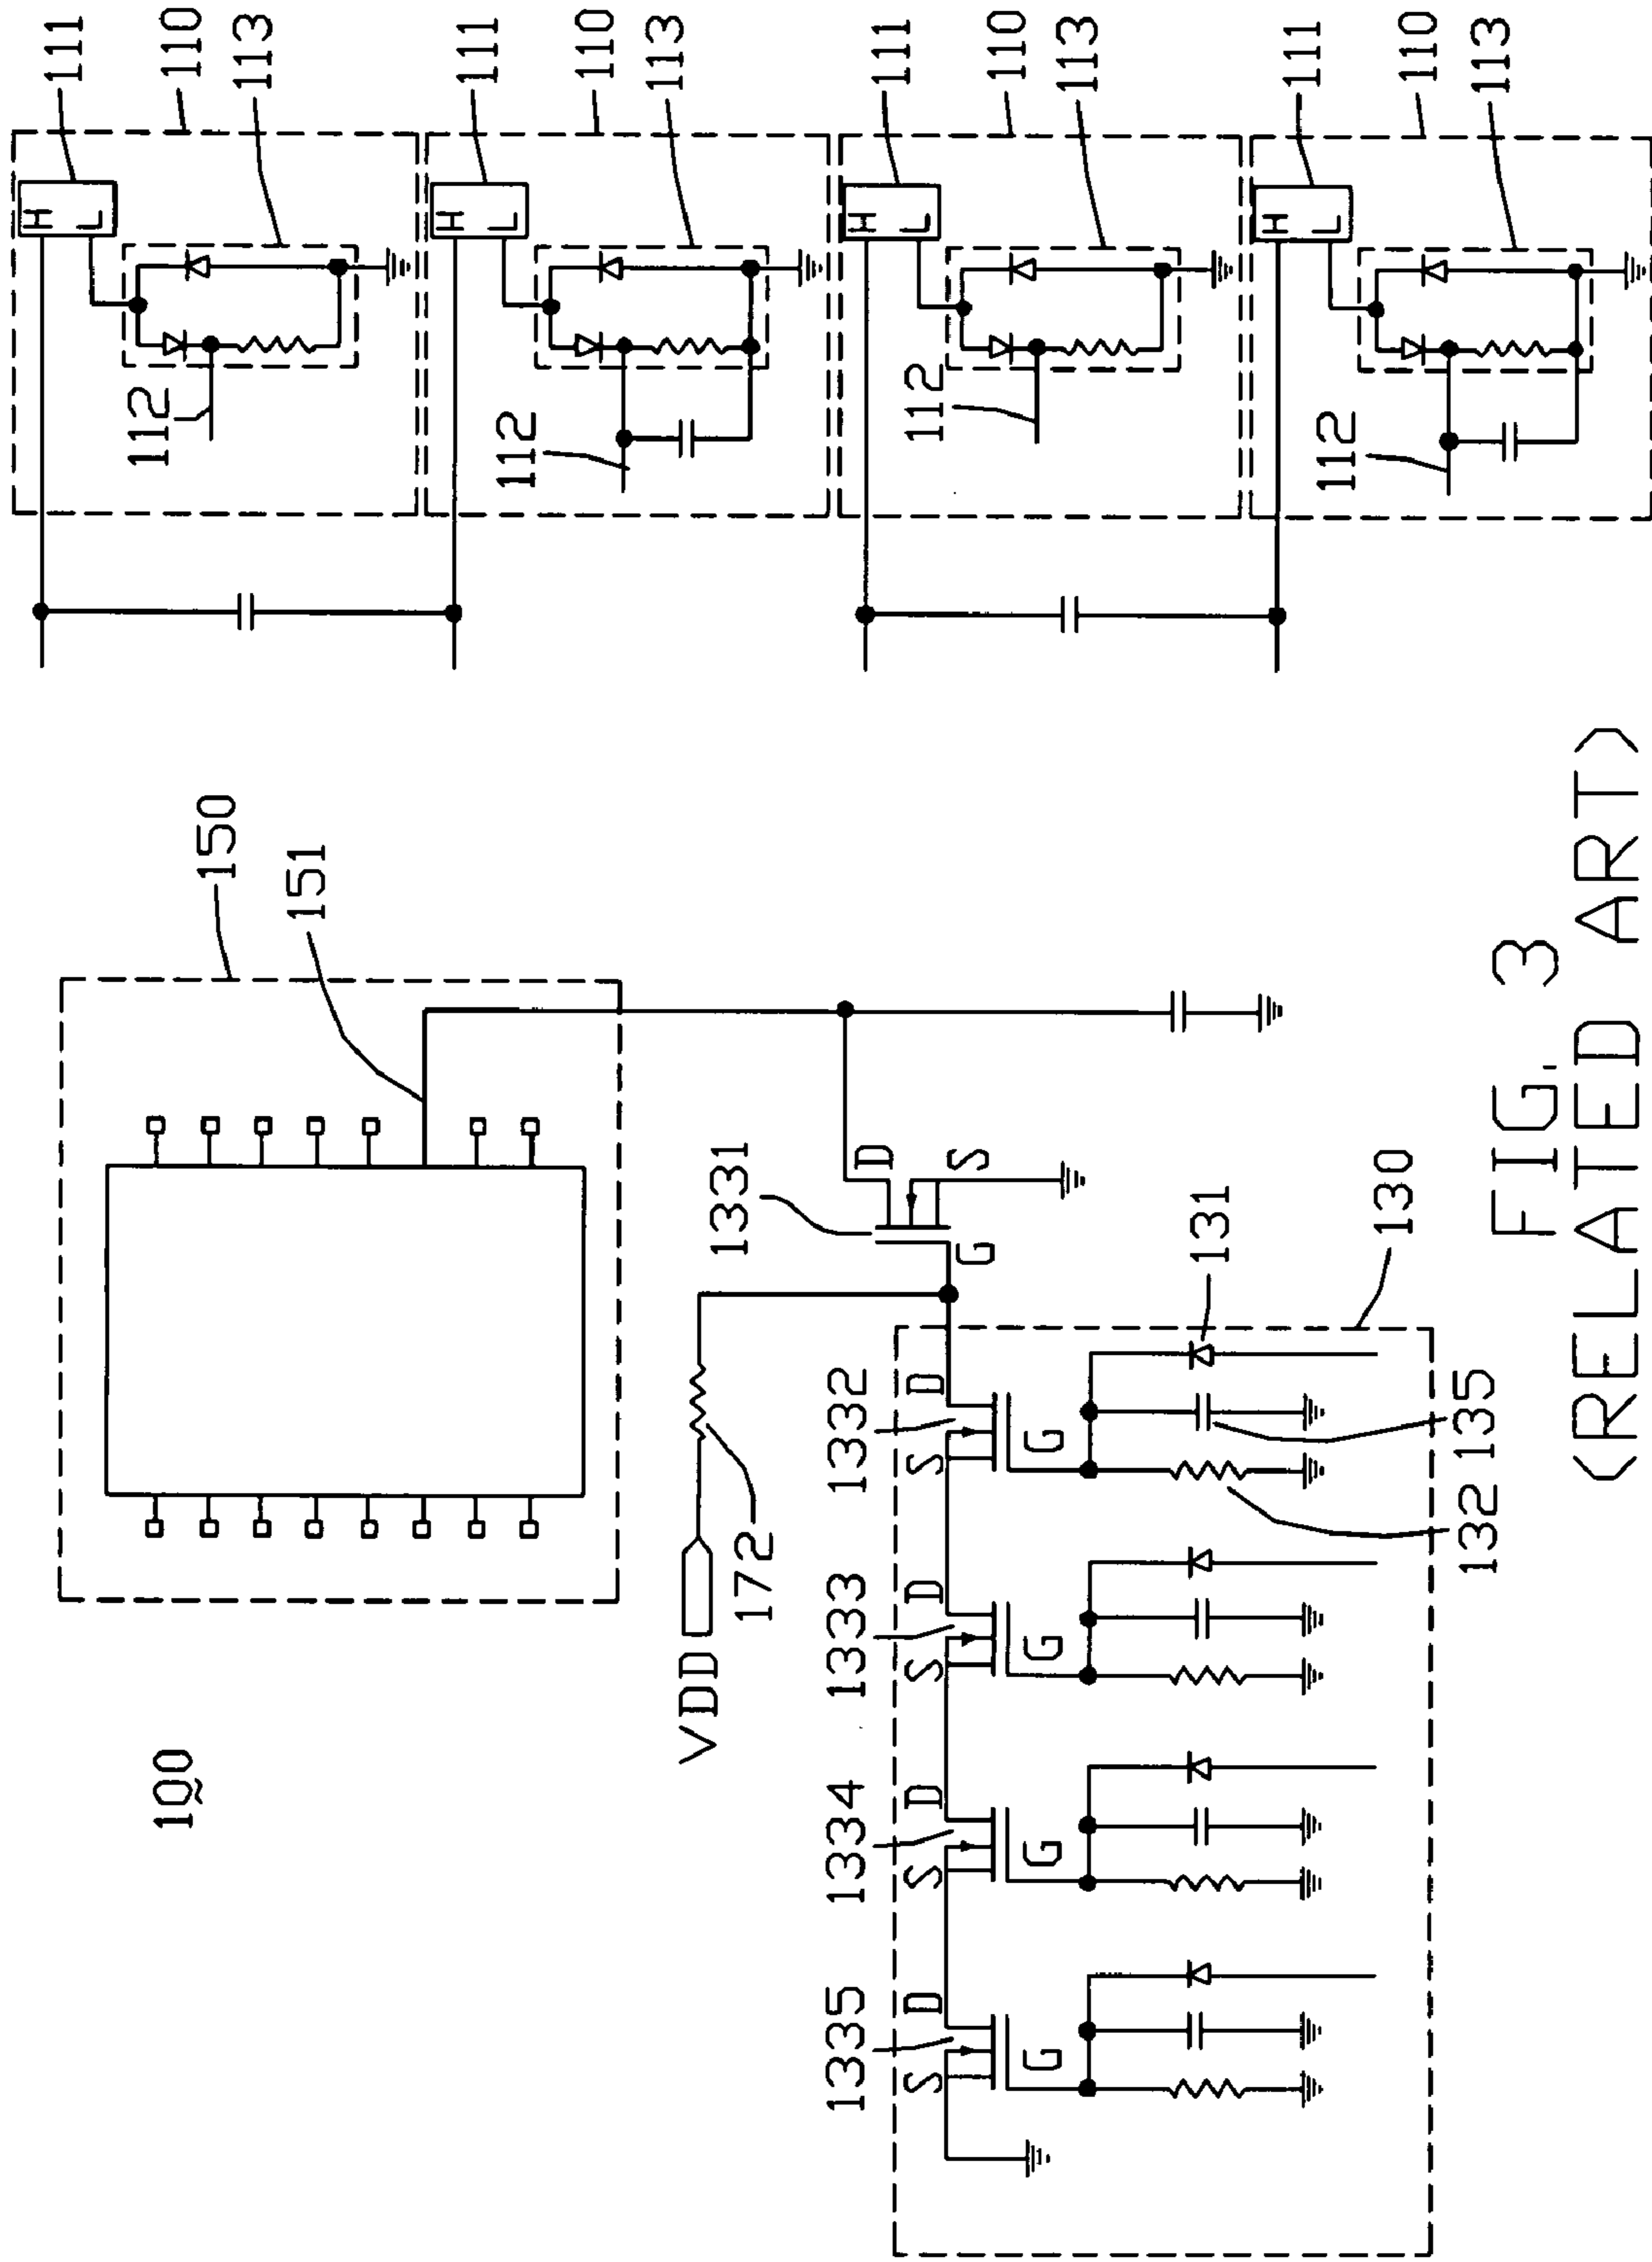 111
110
113
H
L
112
111
110
113
H
L
112
111
110
113
H
L
112
111
110
113
H
L
112
100
150
151
VDD
172
1331
D
S
G
1335
1334
1333
1332
S
D
G
S
D
G
S
D
G
S
D
G
131
130
132
135
FIG. 3
(RELATED ART)